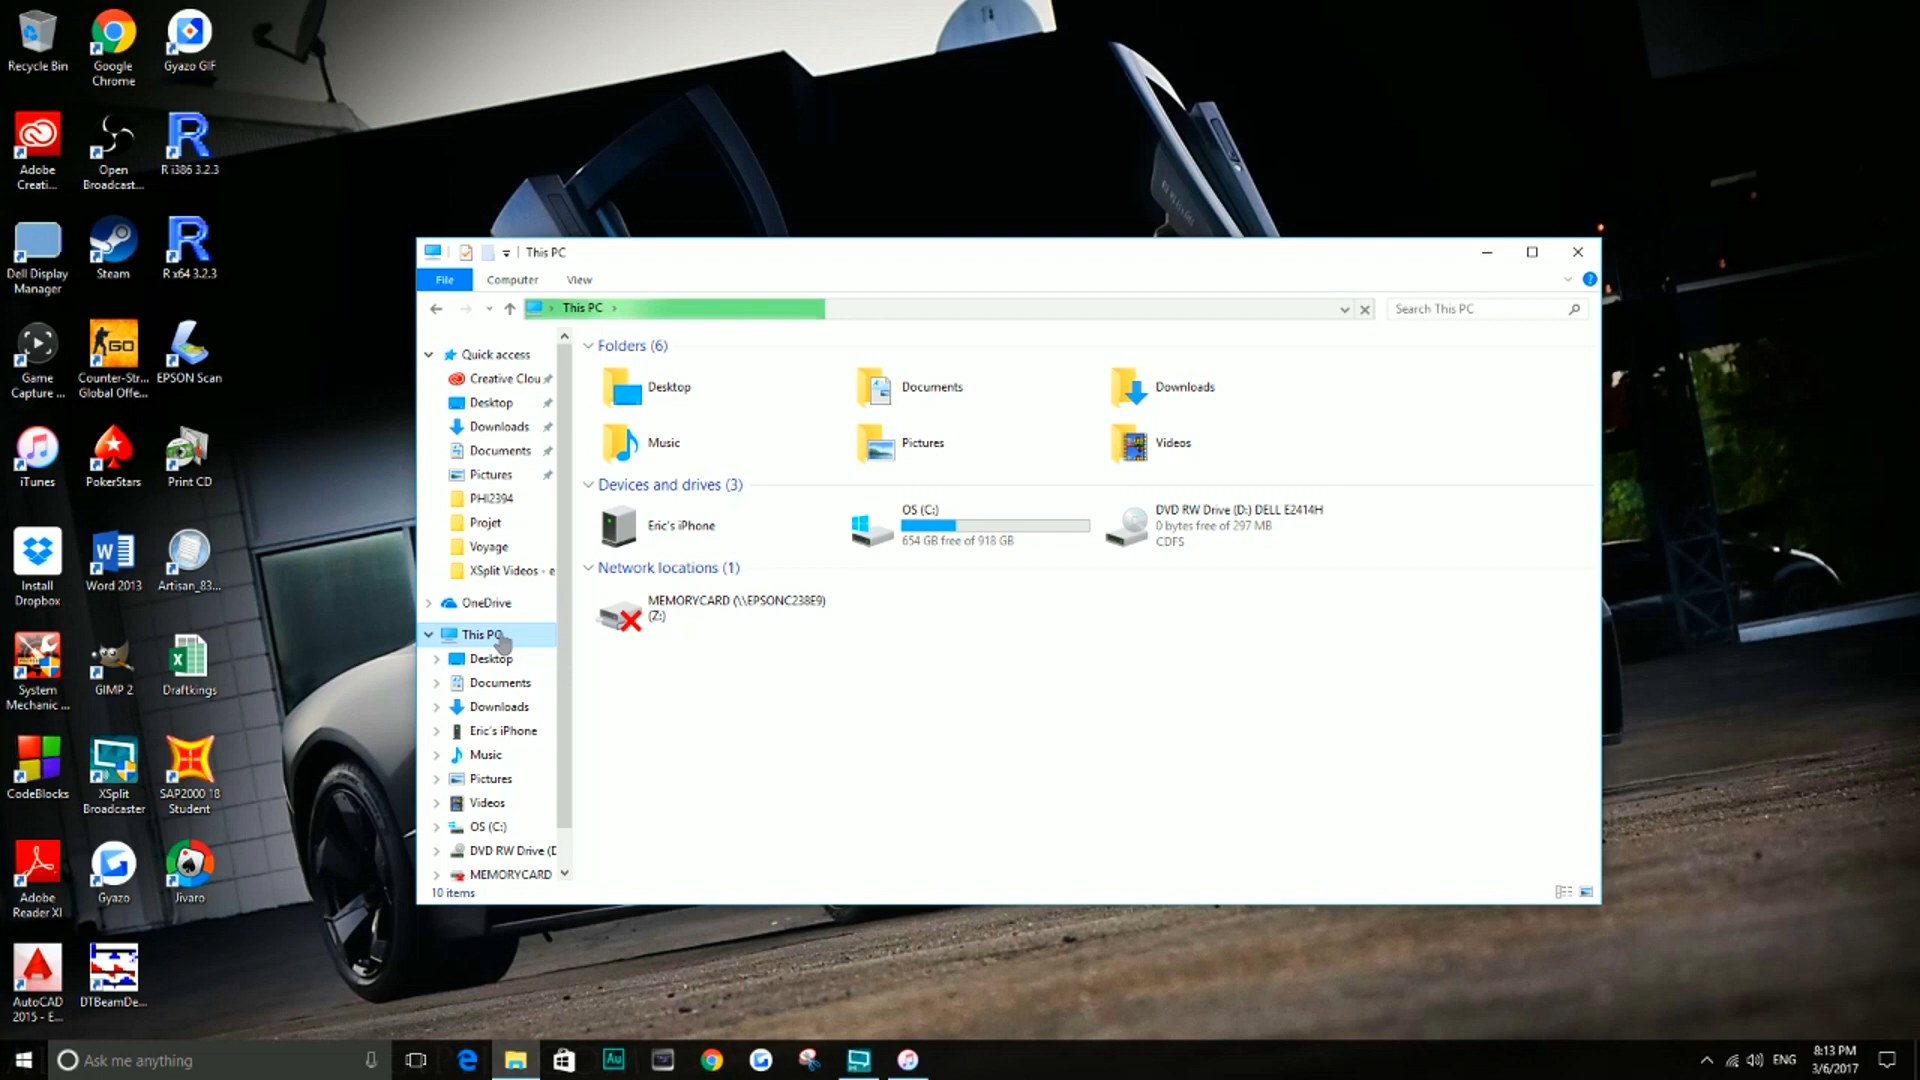 Recycle Bin
Google
Chrome
Gyazo GIF
Adobe
Creati...
Open
Broadcast...
R i386 3.2.3
Dell Display
Manager
Steam
R x64 3.2.3
Game
Capture ...
Counter-Str...
Global Offe...
EPSON Scan
iTunes
PokerStars
Print CD
Install
Dropbox
Word 2013
Artisan_83...
System
Mechanic ...
GIMP 2
Draftkings
CodeBlocks
XSplit
Broadcaster
SAP2000 18
Student
Adobe
Reader XI
Gyazo
Jivaro
AutoCAD
2015 - E...
DTBeamDe...
This PC
File
Computer
View
This PC
Search This PC
Quick access
Creative Clou
Desktop
Downloads
Documents
Pictures
PHI2394
Projet
Voyage
XSplit Videos - e
OneDrive
This PC
Desktop
Documents
Downloads
Eric's iPhone
Music
Pictures
Videos
OS (C:)
DVD RW Drive (D
MEMORYCARD
10 items
Folders (6)
Desktop
Documents
Downloads
Music
Pictures
Videos
Devices and drives (3)
Eric's iPhone
OS (C:)
654 GB free of 918 GB
DVD RW Drive (D:) DELL E2414H
0 bytes free of 297 MB
CDFS
Network locations (1)
MEMORYCARD (\\EPSONC238E9)
(Z:)
Ask me anything
Au
ENG
8:13 PM
3/6/2017